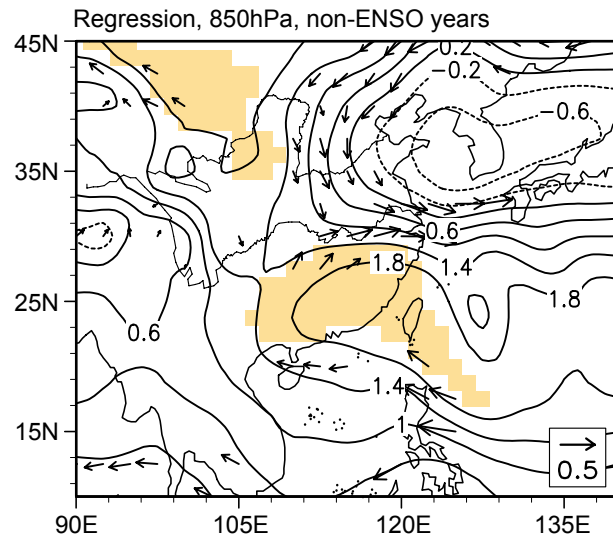 Regression, 850hPa, non-ENSO years
45N
0.2
−0.2
−0.6
35N
0.6
1.8
1.4
25N
1.8
0.6
1.4
15N
1
0.5
90E
105E
120E
135E